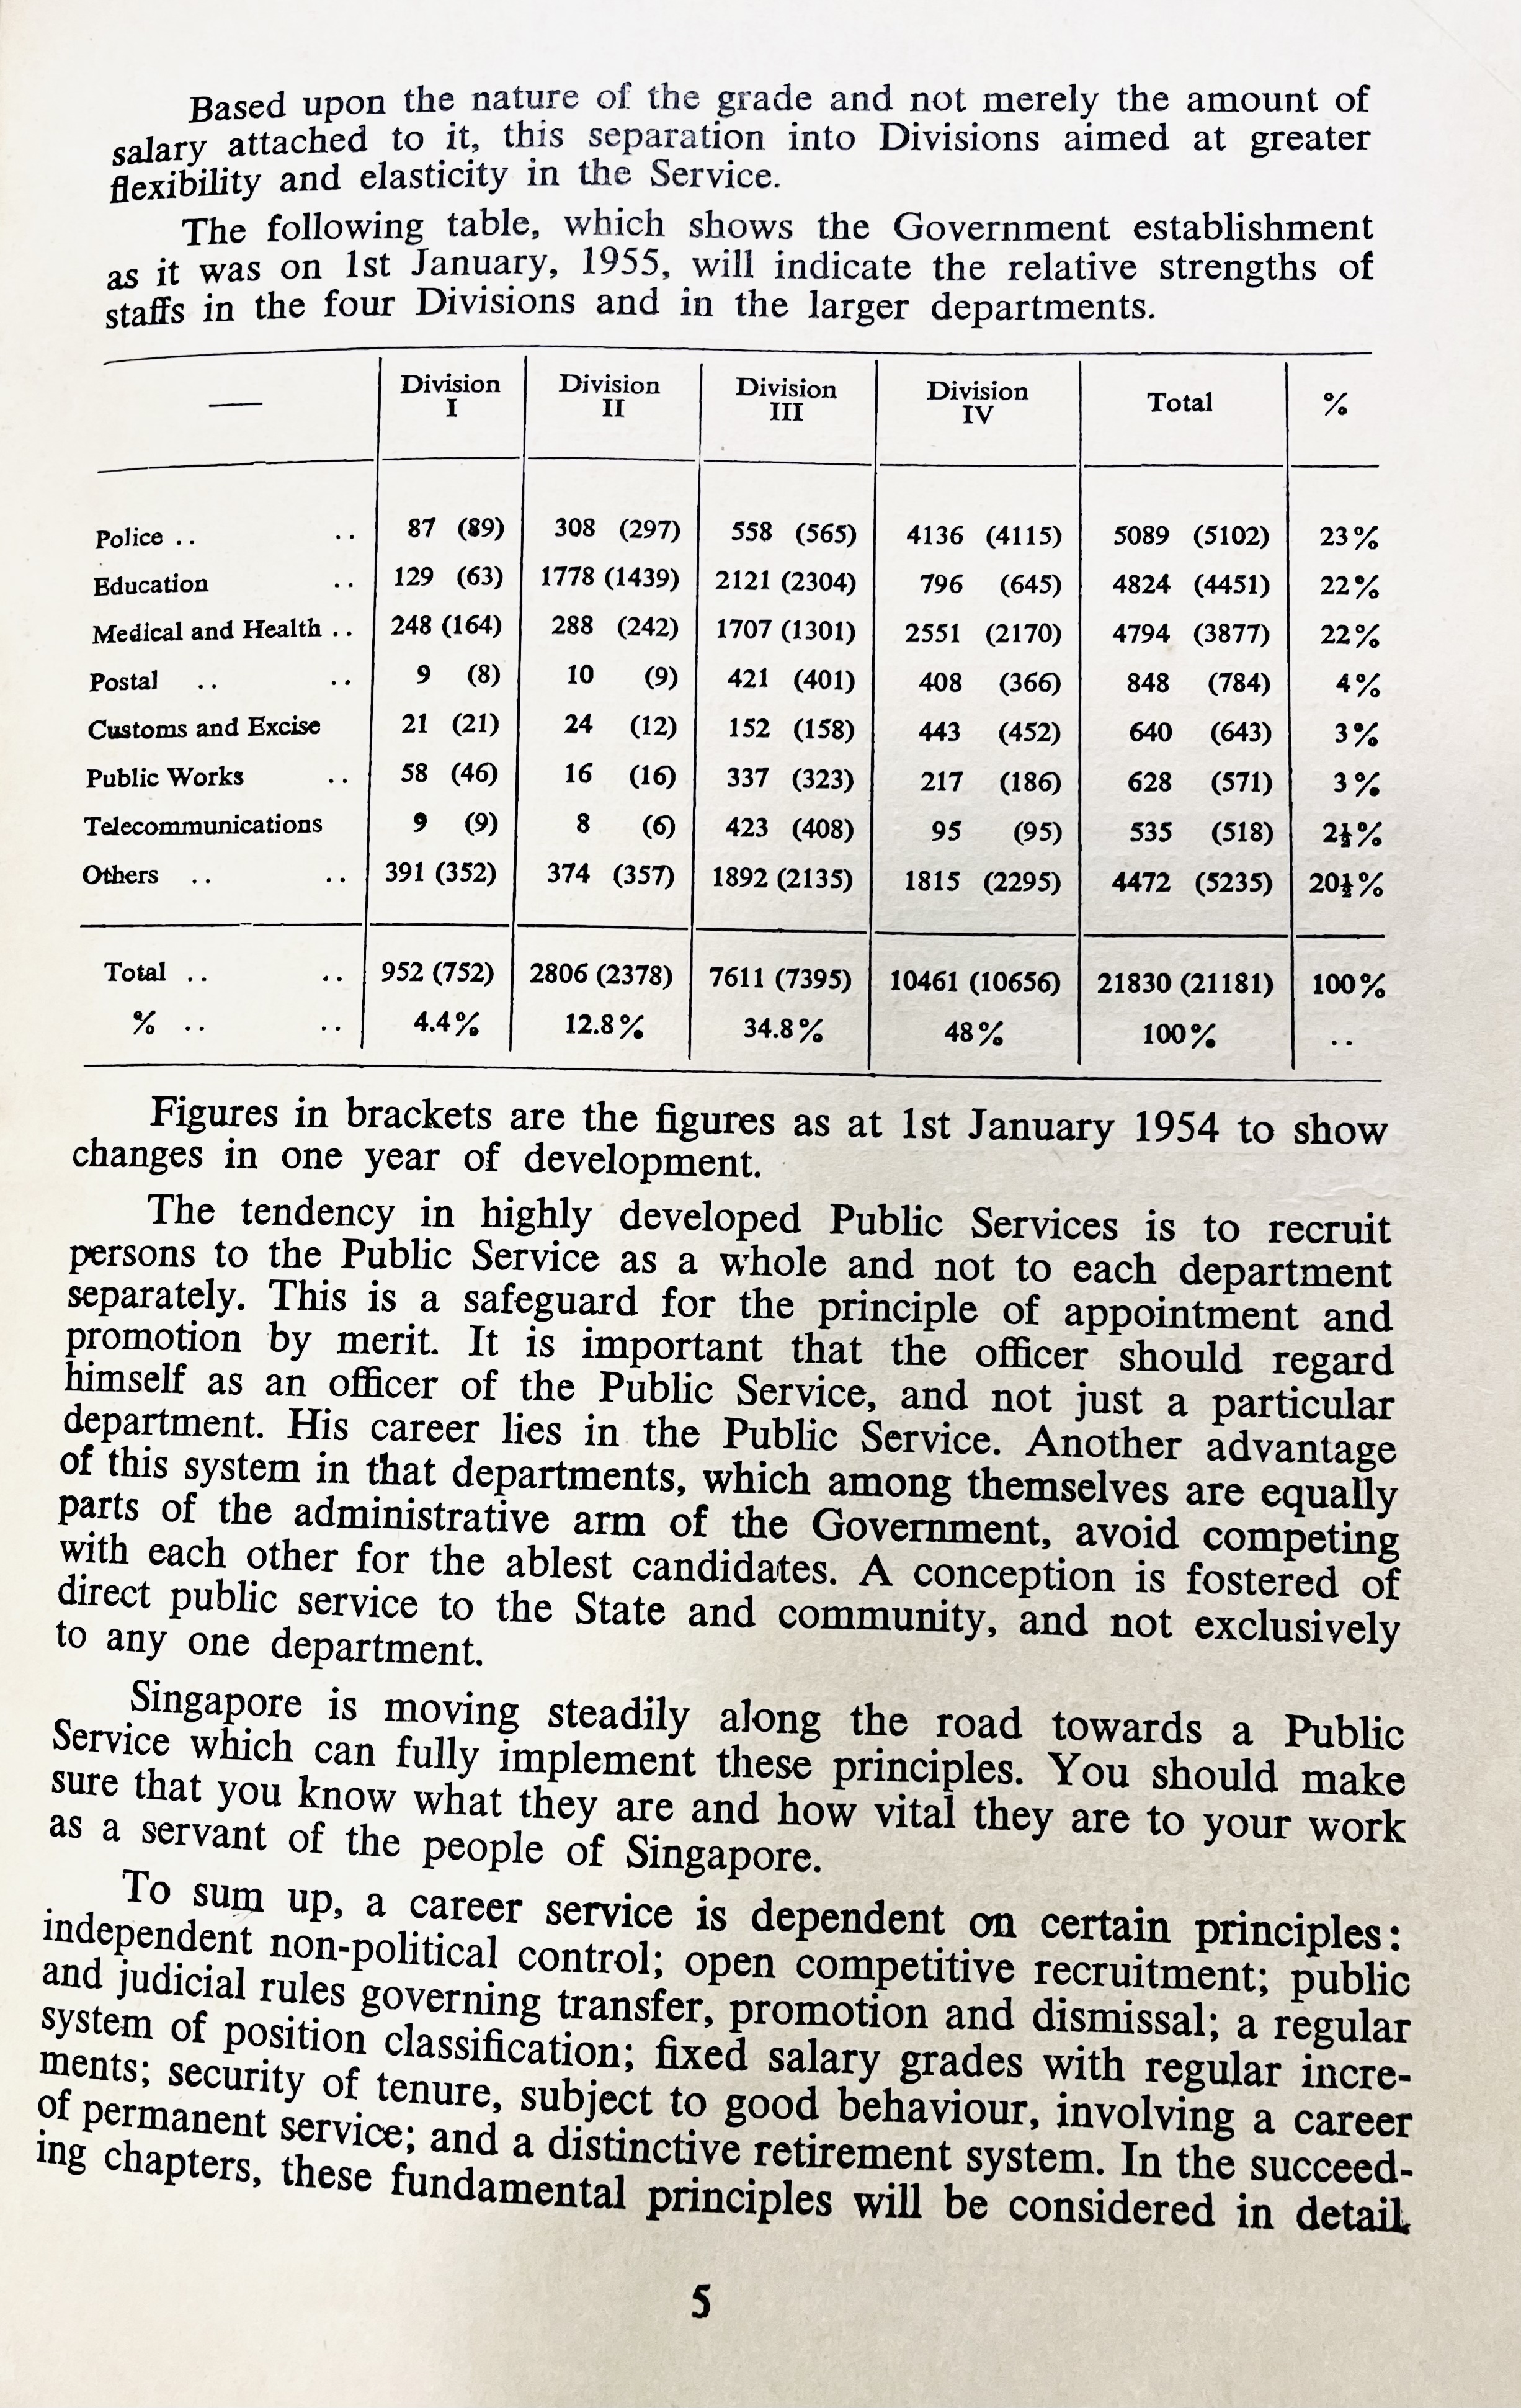 Based upon the nature of the grade and not merely the amount of
salary attached to it, this separation into Divisions aimed at greater
flexibility and elasticity in the Service.
The following table, which shows the Government establishment
as it was on 1st January, 1955, will indicate the relative strengths of
staffs in the four Divisions and in the larger departments.
— Division I Division II Division III Division IV Total %
Police .. .. 87 (89) 308 (297) 558 (565) 4136 (4115) 5089 (5102) 23%
Education .. 129 (63) 1778 (1439) 2121 (2304) 796 (645) 4824 (4451) 22%
Medical and Health .. 248 (164) 288 (242) 1707 (1301) 2551 (2170) 4794 (3877) 22%
Postal .. .. 9 (8) 10 (9) 421 (401) 408 (366) 848 (784) 4%
Customs and Excise 21 (21) 24 (12) 152 (158) 443 (452) 640 (643) 3%
Public Works .. 58 (46) 16 (16) 337 (323) 217 (186) 628 (571) 3%
Telecommunications 9 (9) 8 (6) 423 (408) 95 (95) 535 (518) 2½%
Others .. .. 391 (352) 374 (357) 1892 (2135) 1815 (2295) 4472 (5235) 20½%
Total .. .. 952 (752) 2806 (2378) 7611 (7395) 10461 (10656) 21830 (21181) 100%
% .. .. 4.4% 12.8% 34.8% 48% 100% ..
Figures in brackets are the figures as at 1st January 1954 to show
changes in one year of development.
The tendency in highly developed Public Services is to recruit
persons to the Public Service as a whole and not to each department
separately. This is a safeguard for the principle of appointment and
promotion by merit. It is important that the officer should regard
himself as an officer of the Public Service, and not just a particular
department. His career lies in the Public Service. Another advantage
of this system in that departments, which among themselves are equally
parts of the administrative arm of the Government, avoid competing
with each other for the ablest candidates. A conception is fostered of
direct public service to the State and community, and not exclusively
to any one department.
Singapore is moving steadily along the road towards a Public
Service which can fully implement these principles. You should make
sure that you know what they are and how vital they are to your work
as a servant of the people of Singapore.
To sum up, a career service is dependent on certain principles:
independent non-political control; open competitive recruitment; public
and judicial rules governing transfer, promotion and dismissal; a regular
system of position classification; fixed salary grades with regular incre-
ments; security of tenure, subject to good behaviour, involving a career
of permanent service; and a distinctive retirement system. In the succeed-
ing chapters, these fundamental principles will be considered in detail.
5